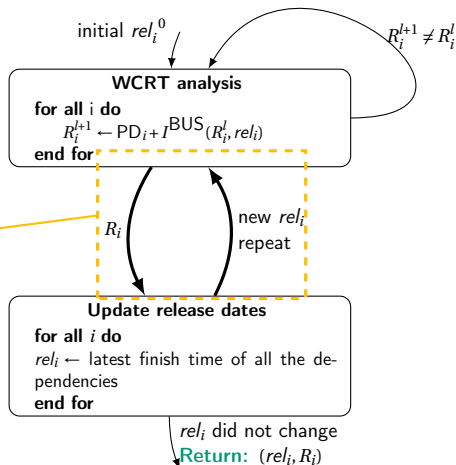 initial rel_i^0
R_i^{l+1} ≠ R_i^l
WCRT analysis
for all i do
R_i^{l+1} ← PD_i + I^BUS(R_i^l, rel_i)
end for
R_i
new rel_i
repeat
Update release dates
for all i do
rel_i ← latest finish time of all the de-
pendencies
end for
rel_i did not change
Return: (rel_i, R_i)